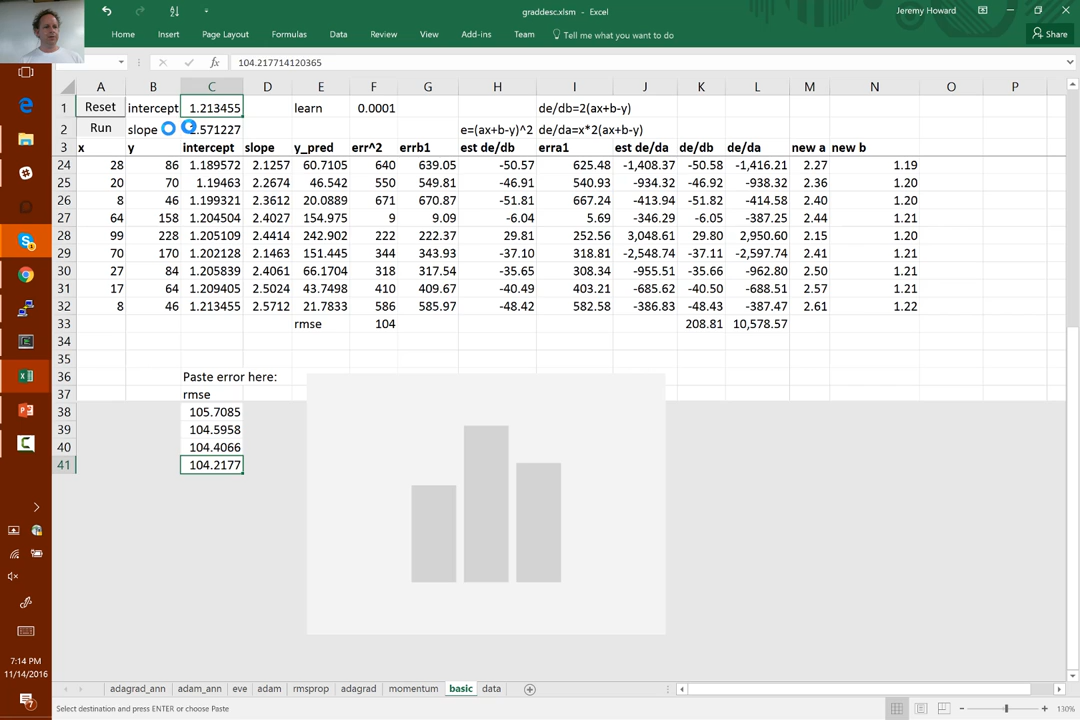 graddesc.xlsm - Excel
Jeremy Howard
Home Insert Page Layout Formulas Data Review View Add-ins Team Tell me what you want to do Share
fx 104.217714120365
A B C D E F G H I J K L M N O P
1 Reset intercept 1.213455 learn 0.0001 de/db=2(ax+b-y)
2 Run slope 2.571227 e=(ax+b-y)^2 de/da=x*2(ax+b-y)
3 x y intercept slope y_pred err^2 errb1 est de/db erra1 est de/da de/db de/da new a new b
24 28 86 1.189572 2.1257 60.7105 640 639.05 -50.57 625.48 -1,408.37 -50.58 -1,416.21 2.27 1.19
25 20 70 1.19463 2.2674 46.542 550 549.81 -46.91 540.93 -934.32 -46.92 -938.32 2.36 1.20
26 8 46 1.199321 2.3612 20.0889 671 670.87 -51.81 667.24 -413.94 -51.82 -414.58 2.40 1.20
27 64 158 1.204504 2.4027 154.975 9 9.09 -6.04 5.69 -346.29 -6.05 -387.25 2.44 1.21
28 99 228 1.205109 2.4414 242.902 222 222.37 29.81 252.56 3,048.61 29.80 2,950.60 2.15 1.20
29 70 170 1.202128 2.1463 151.445 344 343.93 -37.10 318.81 -2,548.74 -37.11 -2,597.74 2.41 1.21
30 27 84 1.205839 2.4061 66.1704 318 317.54 -35.65 308.34 -955.51 -35.66 -962.80 2.50 1.21
31 17 64 1.209405 2.5024 43.7498 410 409.67 -40.49 403.21 -685.62 -40.50 -688.51 2.57 1.21
32 8 46 1.213455 2.5712 21.7833 586 585.97 -48.42 582.58 -386.83 -48.43 -387.47 2.61 1.22
33 rmse 104 208.81 10,578.57
34
35
36 Paste error here:
37 rmse
38 105.7085
39 104.5958
40 104.4066
41 104.2177
7:14 PM
11/14/2016
adagrad_ann adam_ann eve adam rmsprop adagrad momentum basic data
Select destination and press ENTER or choose Paste
130%